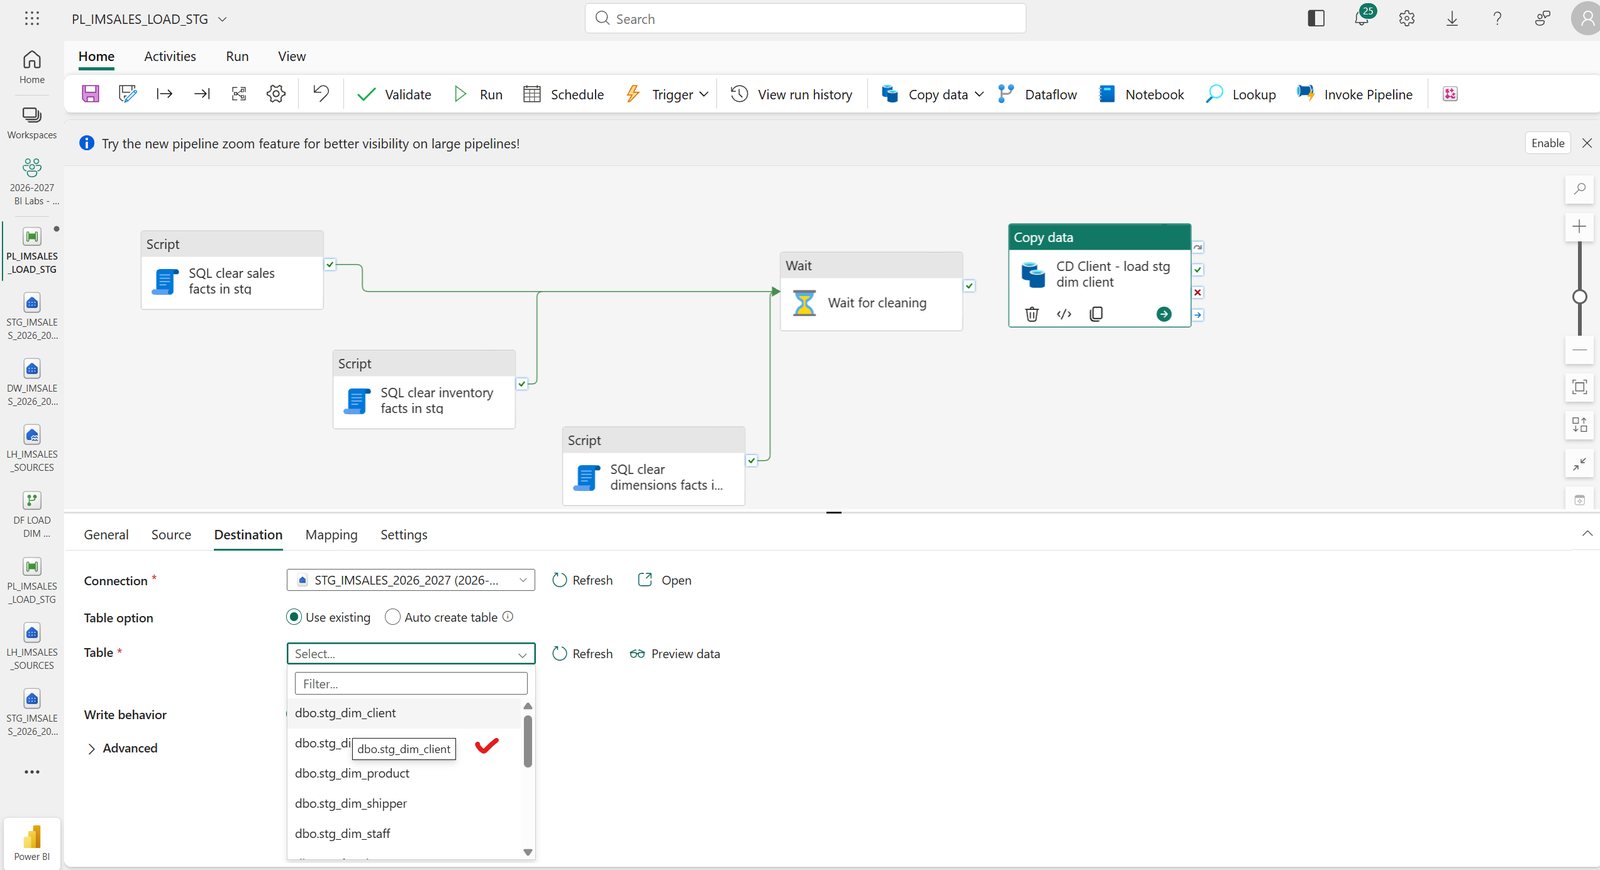 PL_IMSALES_LOAD_STG
Search
25
Home
Activities
Run
View
Validate
Run
Schedule
Trigger
View run history
Copy data
Dataflow
Notebook
Lookup
Invoke Pipeline
Try the new pipeline zoom feature for better visibility on large pipelines!
Enable
Home
Workspaces
2026-2027
BI Labs - ...
PL_IMSALES
_LOAD_STG
STG_IMSALE
S_2026_20...
DW_IMSALE
S_2026_20...
LH_IMSALES
_SOURCES
DF LOAD
DIM ...
PL_IMSALES
_LOAD_STG
LH_IMSALES
_SOURCES
STG_IMSALE
S_2026_20...
Power BI
Script
SQL clear sales
facts in stg
Script
SQL clear inventory
facts in stg
Script
SQL clear
dimensions facts i...
Wait
Wait for cleaning
Copy data
CD Client - load stg
dim client
General
Source
Destination
Mapping
Settings
Connection *
STG_IMSALES_2026_2027 (2026-...
Refresh
Open
Table option
Use existing
Auto create table
Table *
Select...
Refresh
Preview data
Filter...
Write behavior
Advanced
dbo.stg_dim_client
dbo.stg_di
dbo.stg_dim_client
dbo.stg_dim_product
dbo.stg_dim_shipper
dbo.stg_dim_staff